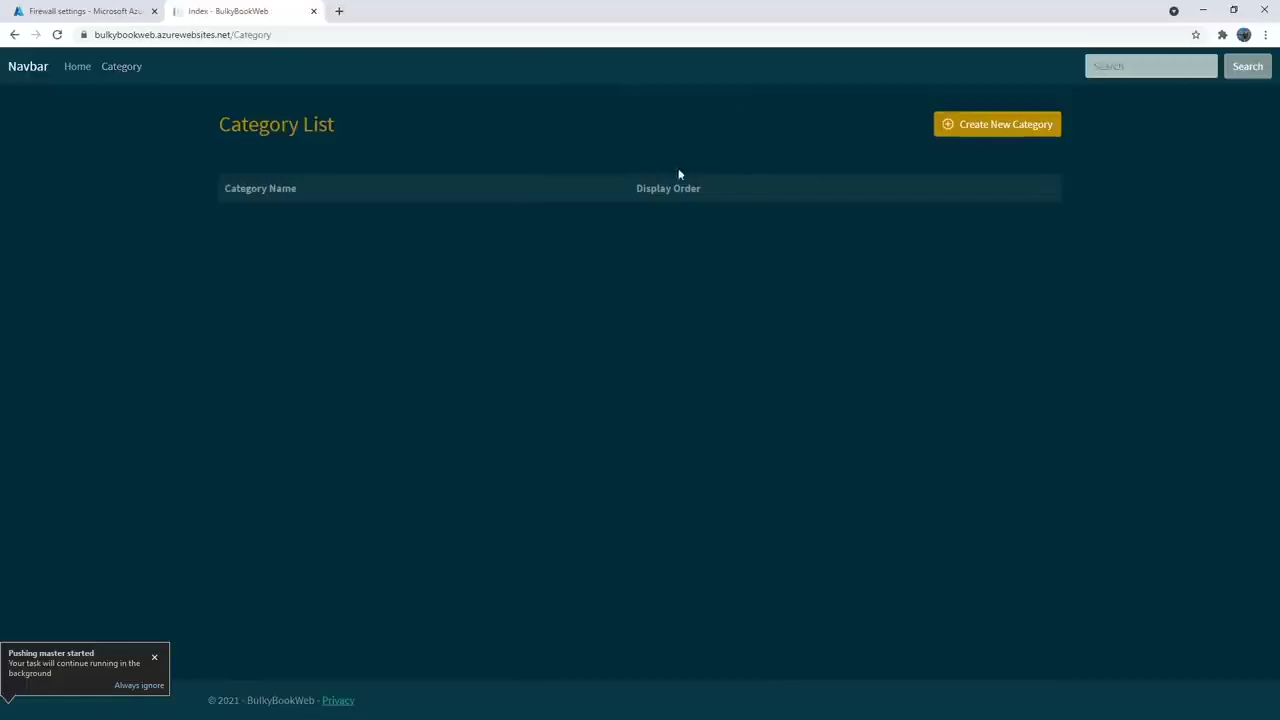 Firewall settings - Microsoft Azu
Index - BulkyBookWeb
bulkybookweb.azurewebsites.net/Category
Navbar Home Category
Search Search
Category List
Create New Category
Category Name Display Order
Pushing master started
Your task will continue running in the
background
Always ignore
© 2021 - BulkyBookWeb - Privacy